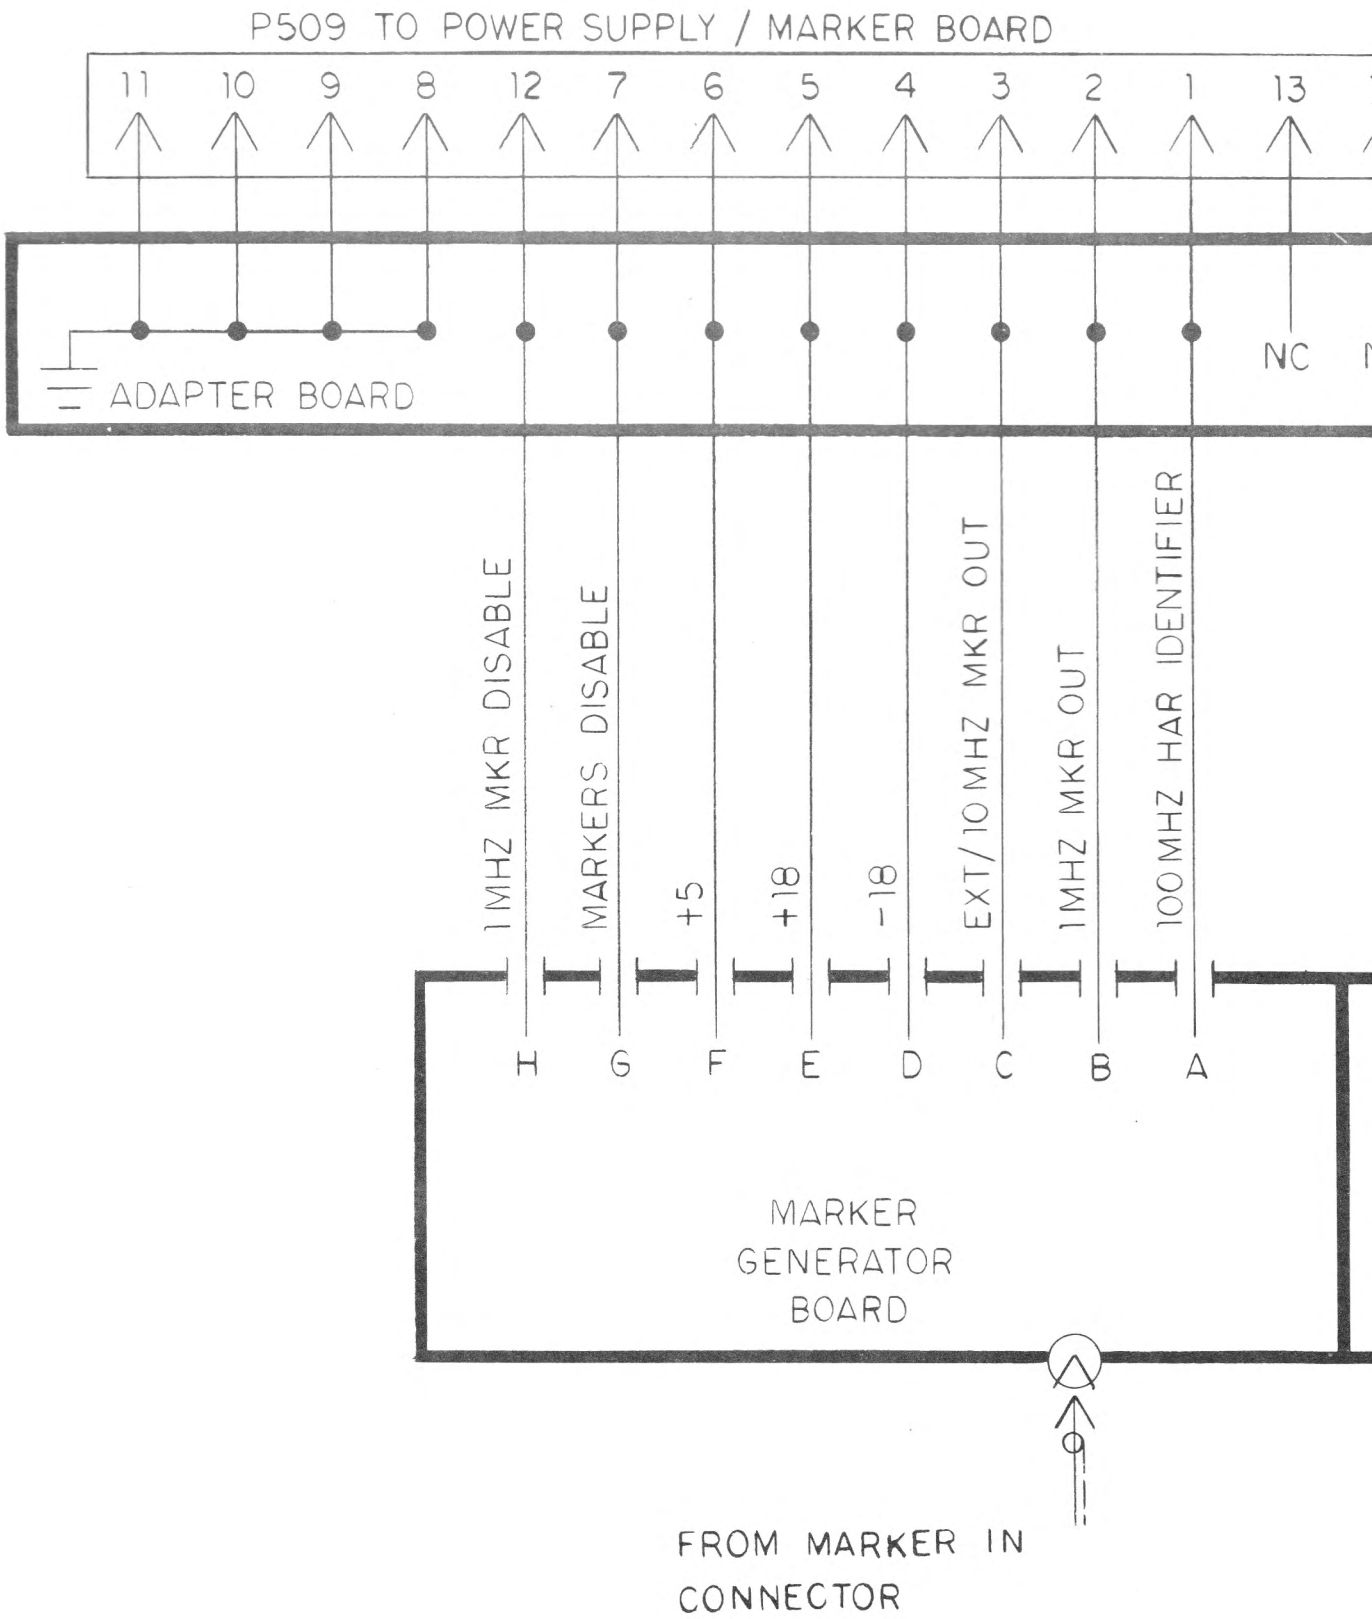 P509 TO POWER SUPPLY / MARKER BOARD
11 10 9 8 12 7 6 5 4 3 2 1 13
NC
ADAPTER BOARD
1MHZ MKR DISABLE
MARKERS DISABLE
+5
+18
-18
EXT/10MHZ MKR OUT
1MHZ MKR OUT
100MHZ HAR IDENTIFIER
H G F E D C B A
MARKER
GENERATOR
BOARD
FROM MARKER IN
CONNECTOR